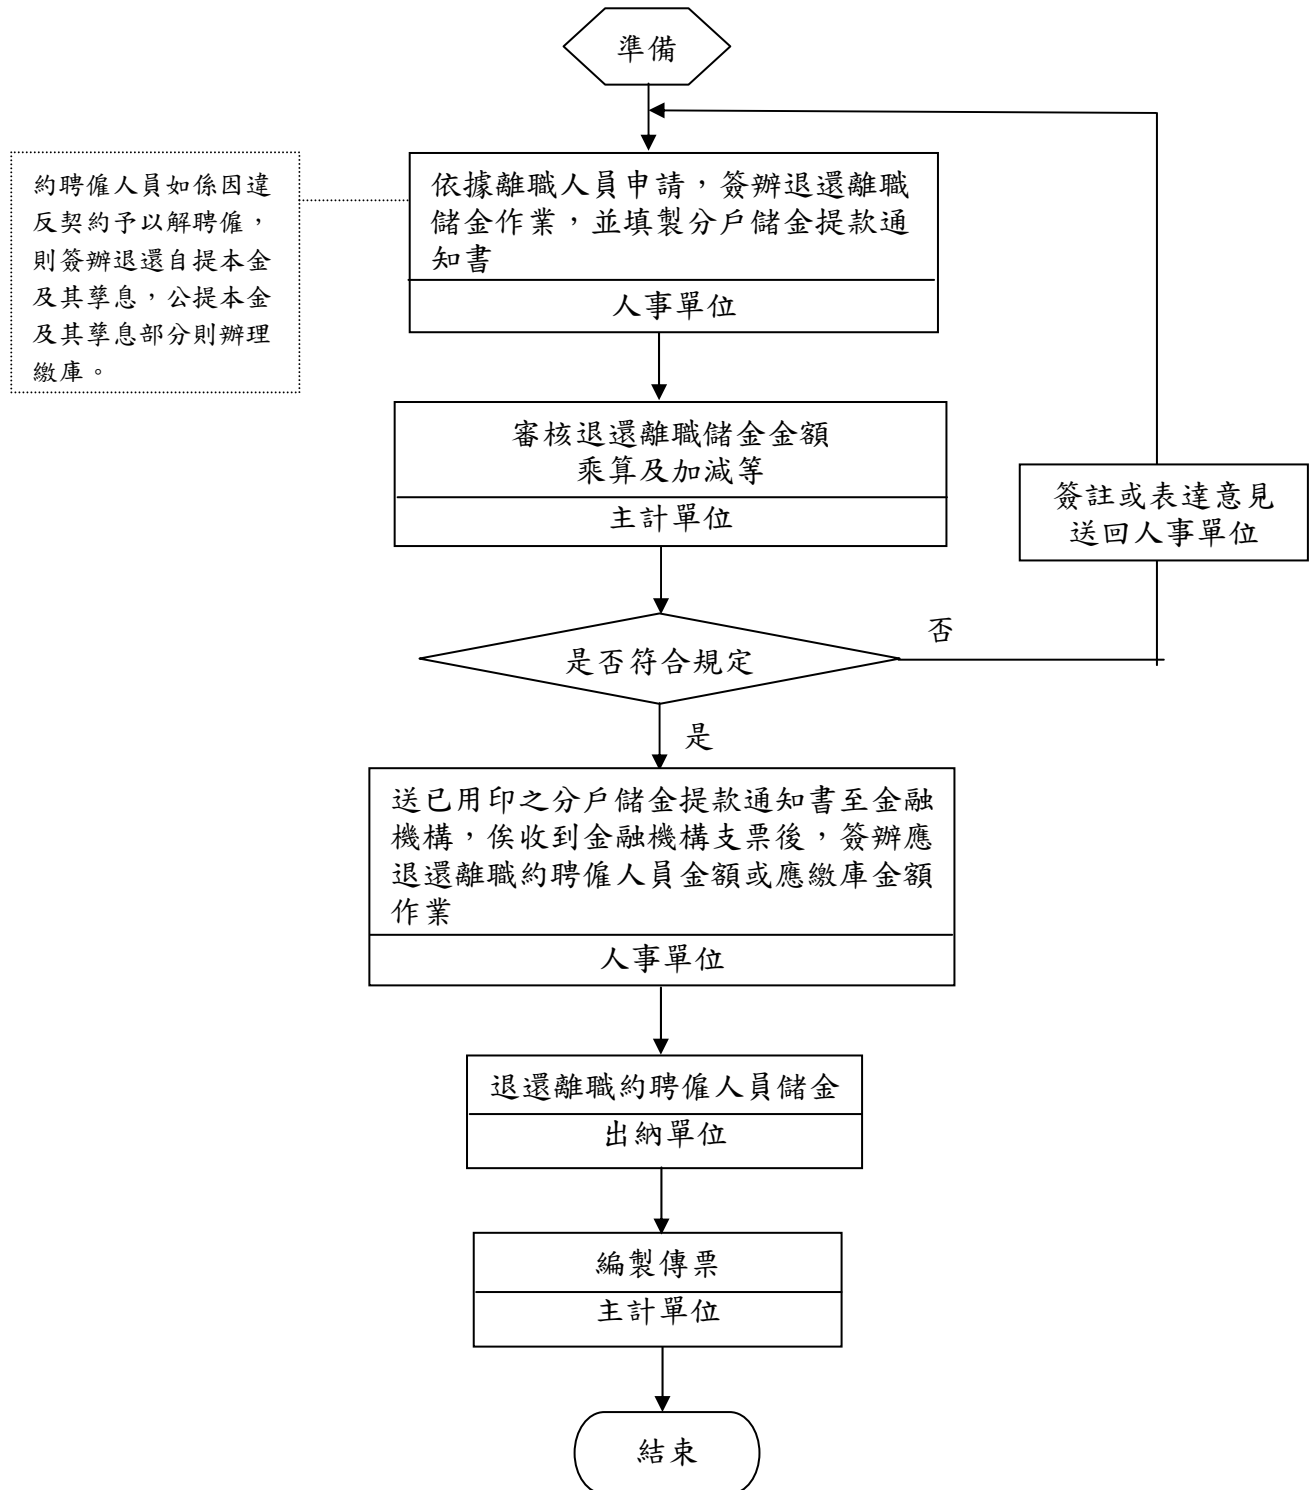 準備
約聘僱人員如係因違
反契約予以解聘僱，
則簽辦退還自提本金
及其孳息，公提本金
及其孳息部分則辦理
繳庫。
依據離職人員申請，簽辦退還離職
儲金作業，並填製分戶儲金提款通
知書
人事單位
審核退還離職儲金金額
乘算及加減等
主計單位
簽註或表達意見
送回人事單位
是否符合規定
否
是
送已用印之分戶儲金提款通知書至金融
機構，俟收到金融機構支票後，簽辦應
退還離職約聘僱人員金額或應繳庫金額
作業
人事單位
退還離職約聘僱人員儲金
出納單位
編製傳票
主計單位
結束